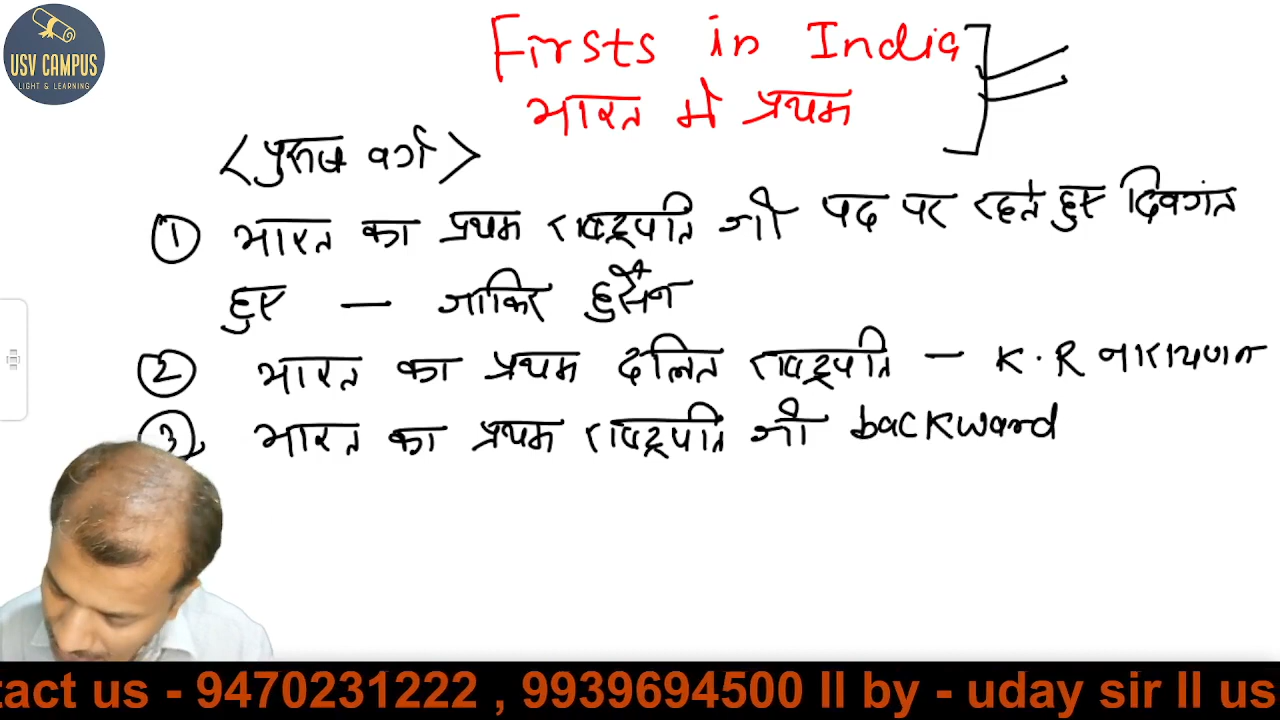 USV CAMPUS
LIGHT & LEARNING
Firsts in India
भारत में प्रथम
<पुरुष वर्ग>
① भारत का प्रथम राष्ट्रपति जो पद पर रहते हुए दिवगंत
हुए — जाकिर हुसैन
② भारत का प्रथम दलित राष्ट्रपति — K.R नारायणन
③ भारत का प्रथम राष्ट्रपति जो backward
tact us - 9470231222 , 9939694500 ll by - uday sir ll us